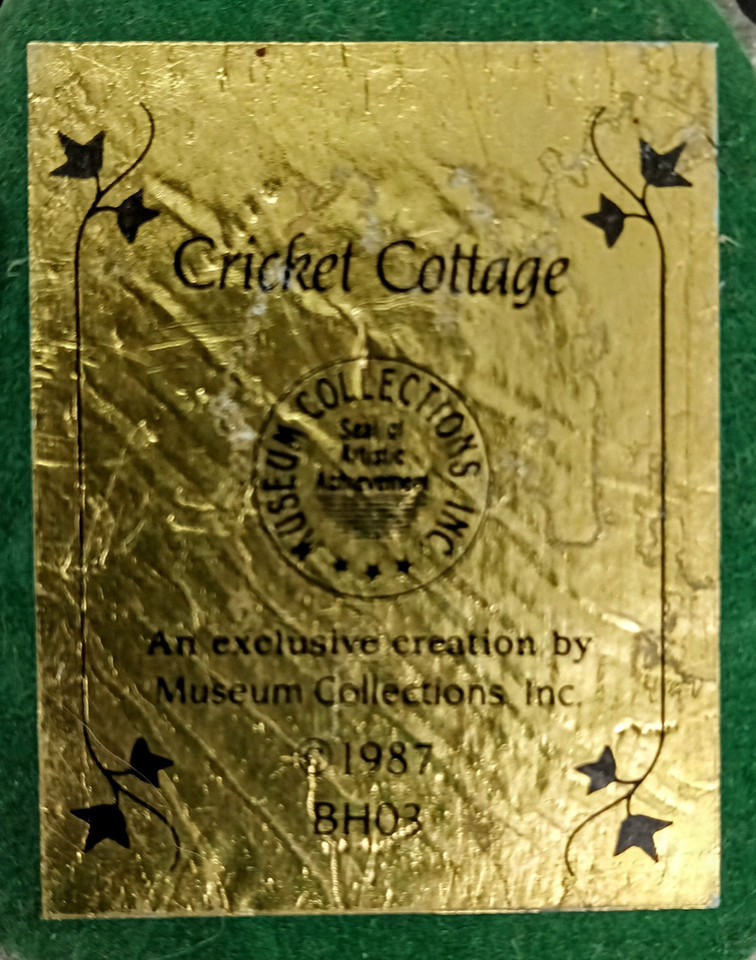 Cricket Cottage
MUSEUM COLLECTIONS, INC.
Seal of
Artistic
Achievement
An exclusive creation by
Museum Collections, Inc.
©1987
BH03